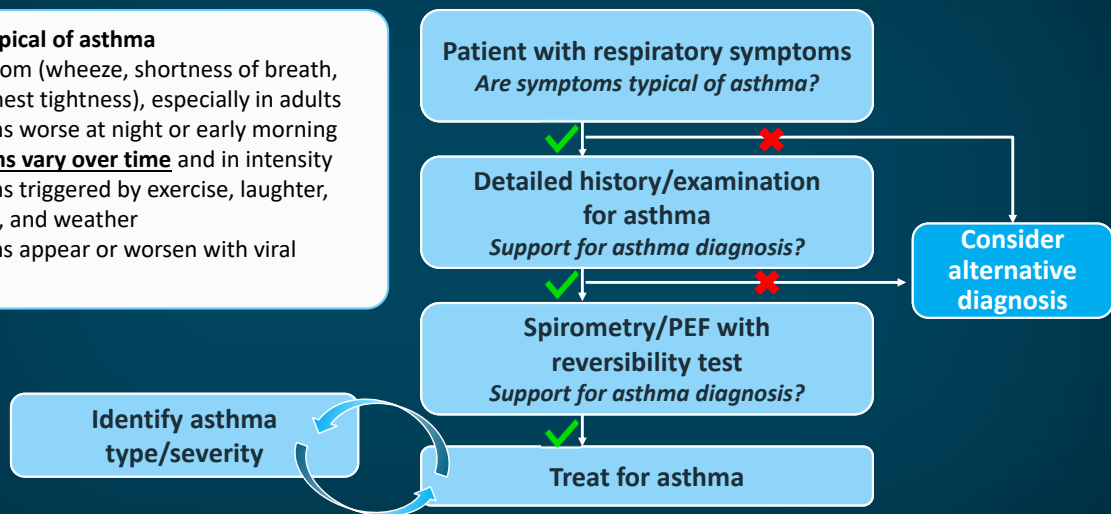 pical of asthma
om (wheeze, shortness of breath,
nest tightness), especially in adults
ns worse at night or early morning
ns vary over time and in intensity
ns triggered by exercise, laughter,
, and weather
ns appear or worsen with viral
Patient with respiratory symptoms
Are symptoms typical of asthma?
Detailed history/examination
for asthma
Support for asthma diagnosis?
Consider
alternative
diagnosis
Spirometry/PEF with
reversibility test
Support for asthma diagnosis?
Identify asthma
type/severity
Treat for asthma